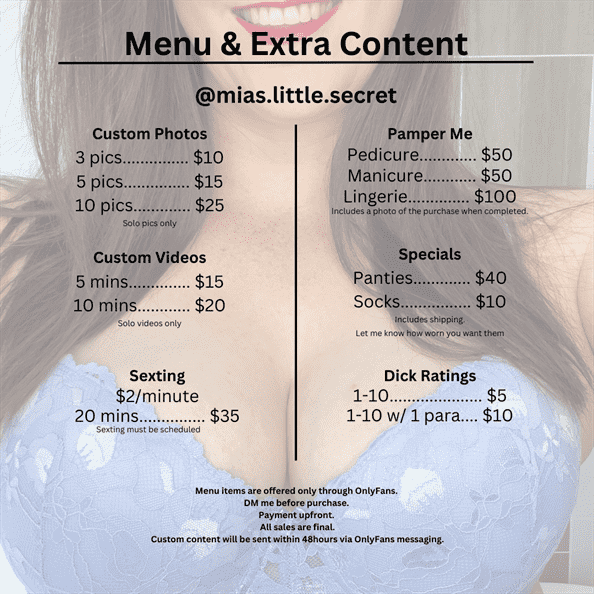 Menu & Extra Content
@mias.little.secret
Custom Photos
3 pics............... $10
5 pics............... $15
10 pics............. $25
Solo pics only
Custom Videos
5 mins............. $15
10 mins............ $20
Solo videos only
Sexting
$2/minute
20 mins............... $35
Sexting must be scheduled
Pamper Me
Pedicure............. $50
Manicure............ $50
Lingerie.............. $100
Includes a photo of the purchase when completed.
Specials
Panties............. $40
Socks................ $10
Includes shipping.
Let me know how worn you want them
Dick Ratings
1-10..................... $5
1-10 w/ 1 para.... $10
Menu items are offered only through OnlyFans.
DM me before purchase.
Payment upfront.
All sales are final.
Custom content will be sent within 48hours via OnlyFans messaging.